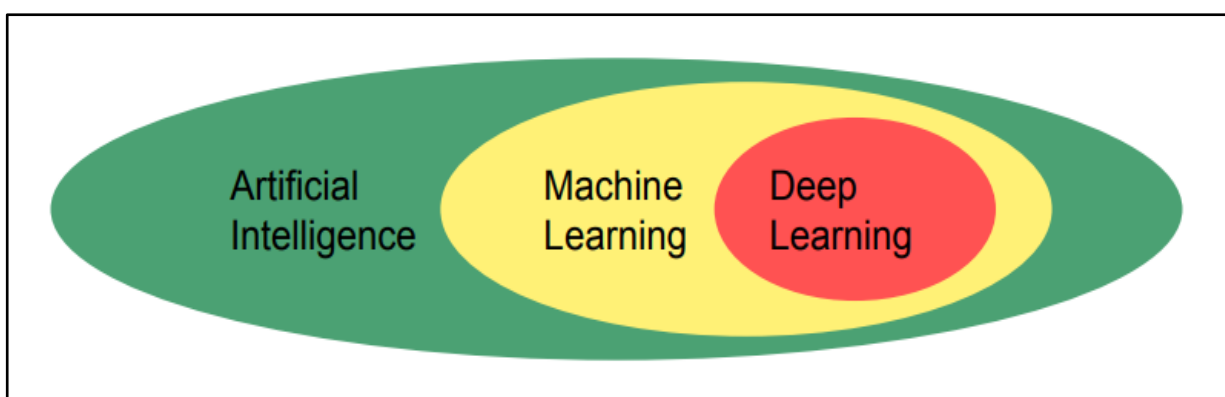 Artificial
Intelligence
Machine
Learning
Deep
Learning